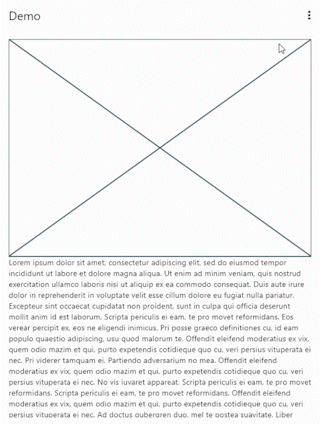 Demo
Lorem ipsum dolor sit amet, consectetur adipiscing elit, sed do eiusmod tempor
incididunt ut labore et dolore magna aliqua. Ut enim ad minim veniam, quis nostrud
exercitation ullamco laboris nisi ut aliquip ex ea commodo consequat. Duis aute irure
dolor in reprehenderit in voluptate velit esse cillum dolore eu fugiat nulla pariatur.
Excepteur sint occaecat cupidatat non proident, sunt in culpa qui officia deserunt
mollit anim id est laborum. Scripta periculis ei eam, te pro movet reformidans. Eos
verear percipit ex, eos ne eligendi inimicus. Pri posse graeco definitiones cu, id eam
populo quaestio adipiscing, usu quod malorum te. Offendit eleifend moderatius ex vix,
quem odio mazim et qui, purto expetendis cotidieque quo cu, veri persius vituperata ei
nec. Pri viderer tamquam ei. Partiendo adversarium no mea. Offendit eleifend
moderatius ex vix, quem odio mazim et qui, purto expetendis cotidieque quo cu, veri
persius vituperata ei nec. No vis iuvaret appareat. Scripta periculis ei eam, te pro movet
reformidans. Scripta periculis ei eam, te pro movet reformidans. Offendit eleifend
moderatius ex vix, quem odio mazim et qui, purto expetendis cotidieque quo cu, veri
persius vituperata ei nec. Ad doctus gubergren duo, mel te postea suavitate. Liber